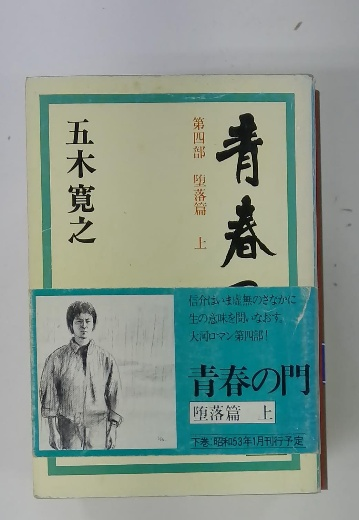 青春
第四部 堕落篇 上
五木寛之
信介はいま虚無のさなかに
生の意味を問いなおす。
大河ロマン第四部!
青春の門
堕落篇 上
下巻、昭和53年1月刊行予定